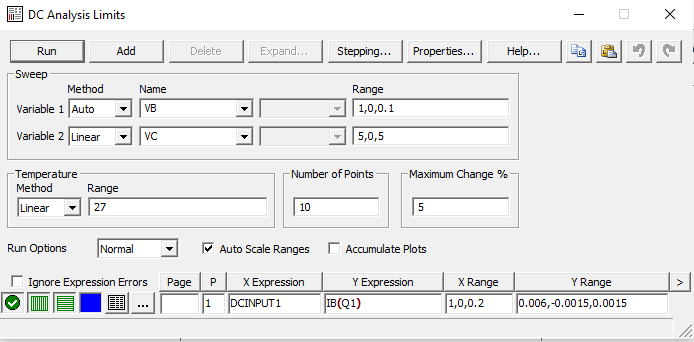 DC Analysis Limits
Run Add Delete Expand... Stepping... Properties... Help...
Sweep
Method Name Range
Variable 1 Auto VB 1,0,0.1
Variable 2 Linear VC 5,0,5
Temperature Number of Points Maximum Change %
Method Range
Linear 27 10 5
Run Options Normal Auto Scale Ranges Accumulate Plots
Ignore Expression Errors Page P X Expression Y Expression X Range Y Range >
... 1 DCINPUT1 IB(Q1) 1,0,0.2 0.006,-0.0015,0.0015